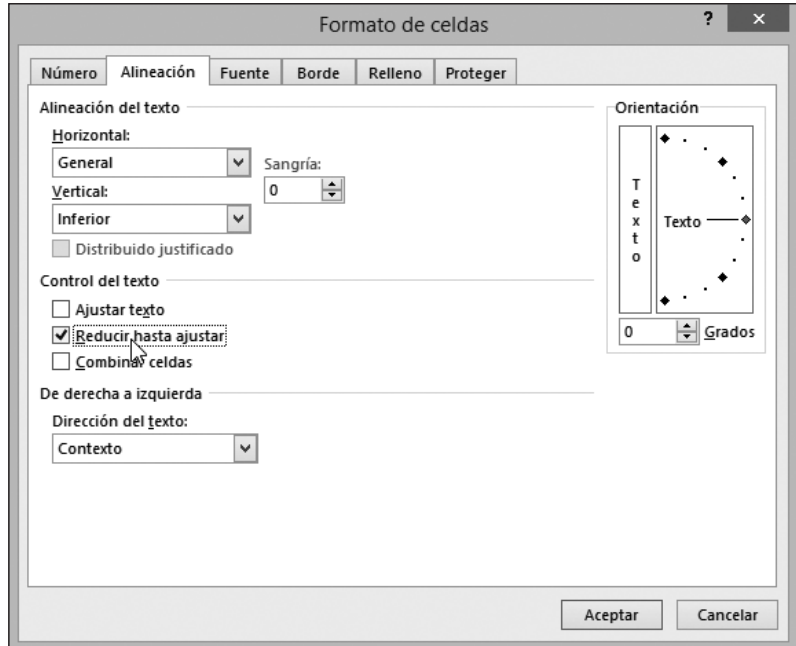 Formato de celdas
? ×
Número Alineación Fuente Borde Relleno Proteger
Alineación del texto
Horizontal:
General
Sangría:
0
Vertical:
Inferior
Distribuido justificado
Control del texto
Ajustar texto
Reducir hasta ajustar
Combinar celdas
De derecha a izquierda
Dirección del texto:
Contexto
Orientación
Texto
Texto
0 Grados
Aceptar Cancelar